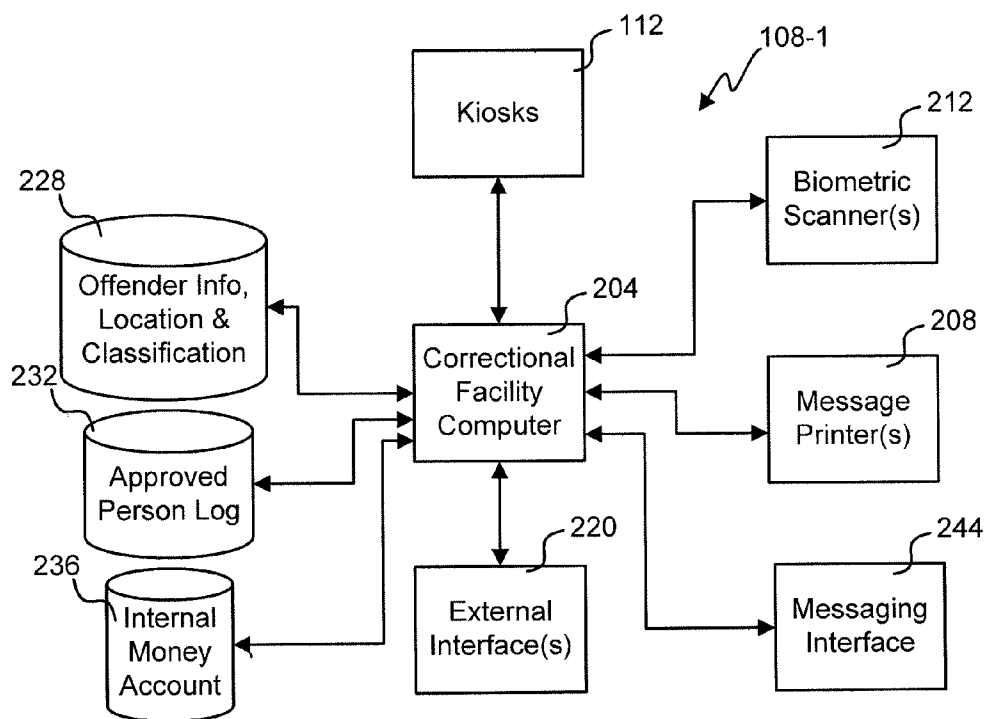 112
108-1
Kiosks
212
Biometric
Scanner(s)
228
Offender Info,
Location &
Classification
204
Correctional
Facility
Computer
208
Message
Printer(s)
232
Approved
Person Log
220
External
Interface(s)
244
Messaging
Interface
236
Internal
Money
Account